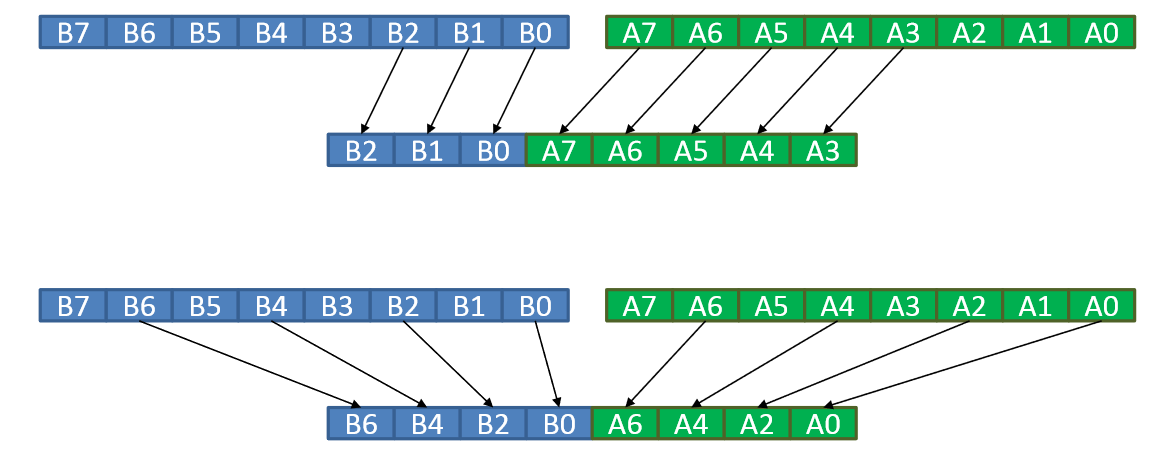 B7 B6 B5 B4 B3 B2 B1 B0 A7 A6 A5 A4 A3 A2 A1 A0
B2 B1 B0 A7 A6 A5 A4 A3
B7 B6 B5 B4 B3 B2 B1 B0 A7 A6 A5 A4 A3 A2 A1 A0
B6 B4 B2 B0 A6 A4 A2 A0